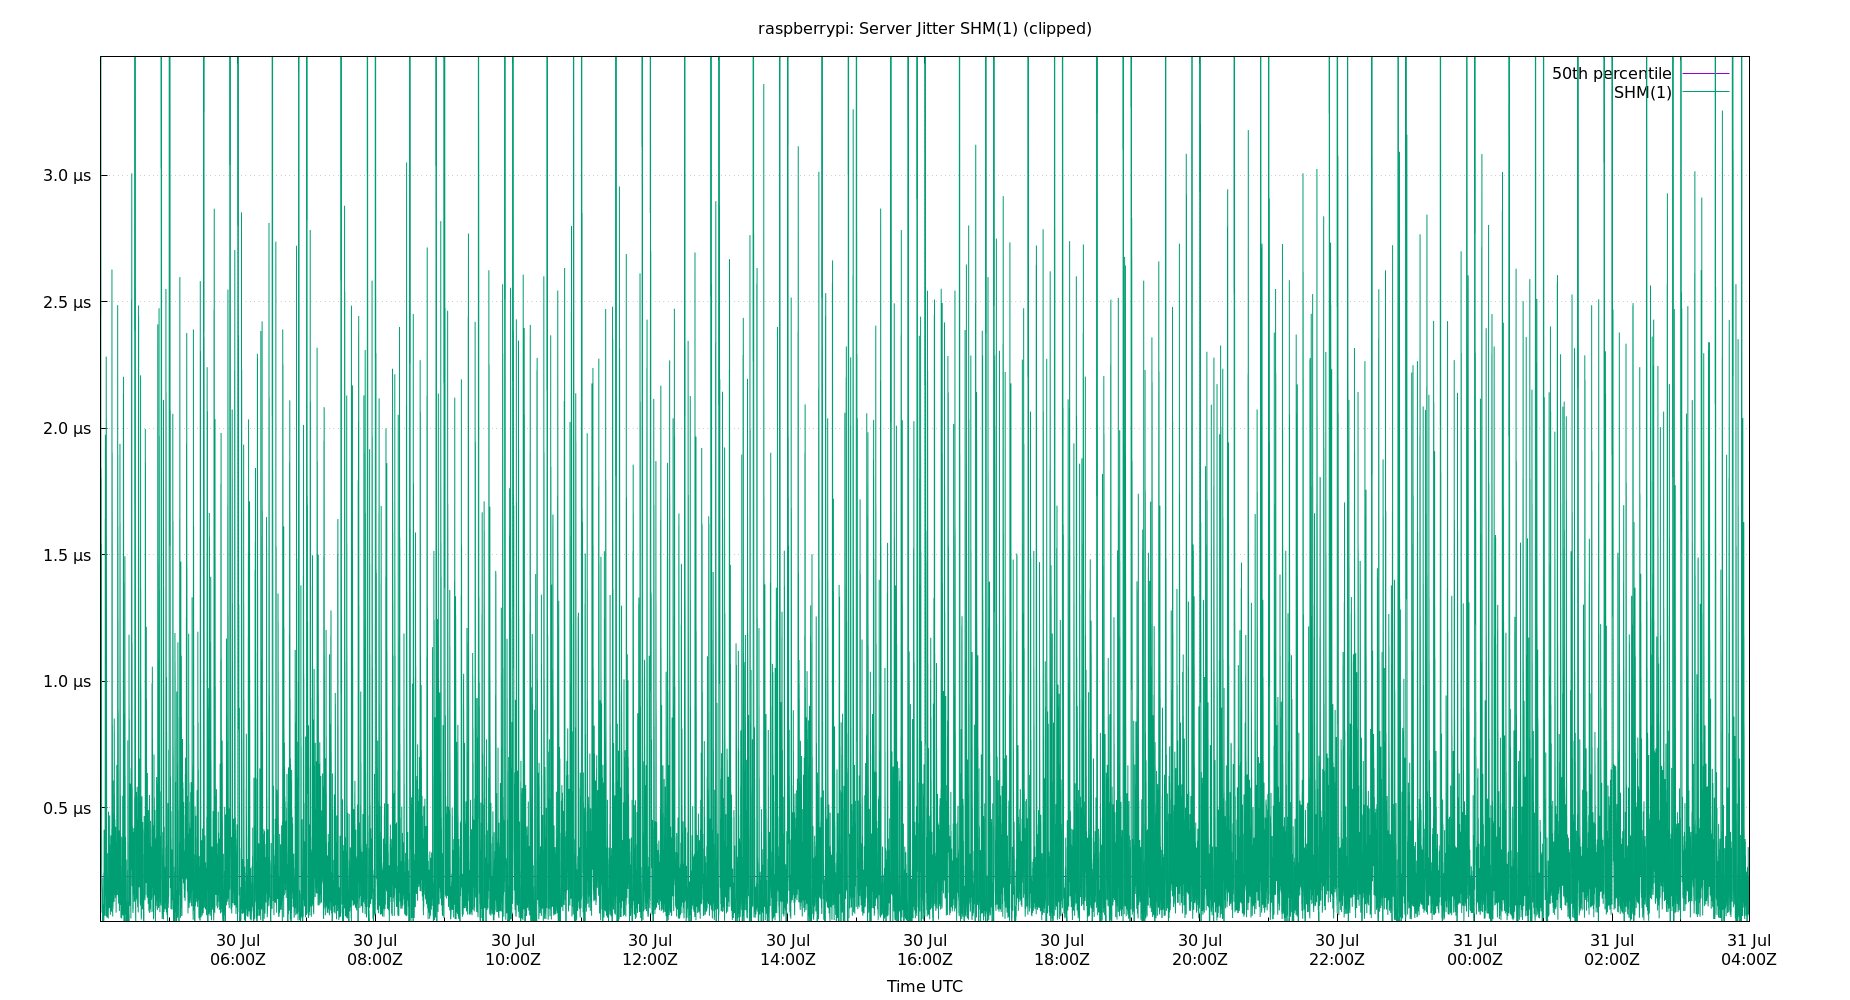 raspberrypi: Server Jitter SHM(1) (clipped)
50th percentile
SHM(1)
3.0 µs
2.5 µs
2.0 µs
1.5 µs
1.0 µs
0.5 µs
30 Jul 30 Jul 30 Jul 30 Jul 30 Jul 30 Jul 30 Jul 30 Jul 30 Jul 31 Jul 31 Jul 31 Jul
06:00Z 08:00Z 10:00Z 12:00Z 14:00Z 16:00Z 18:00Z 20:00Z 22:00Z 00:00Z 02:00Z 04:00Z
Time UTC